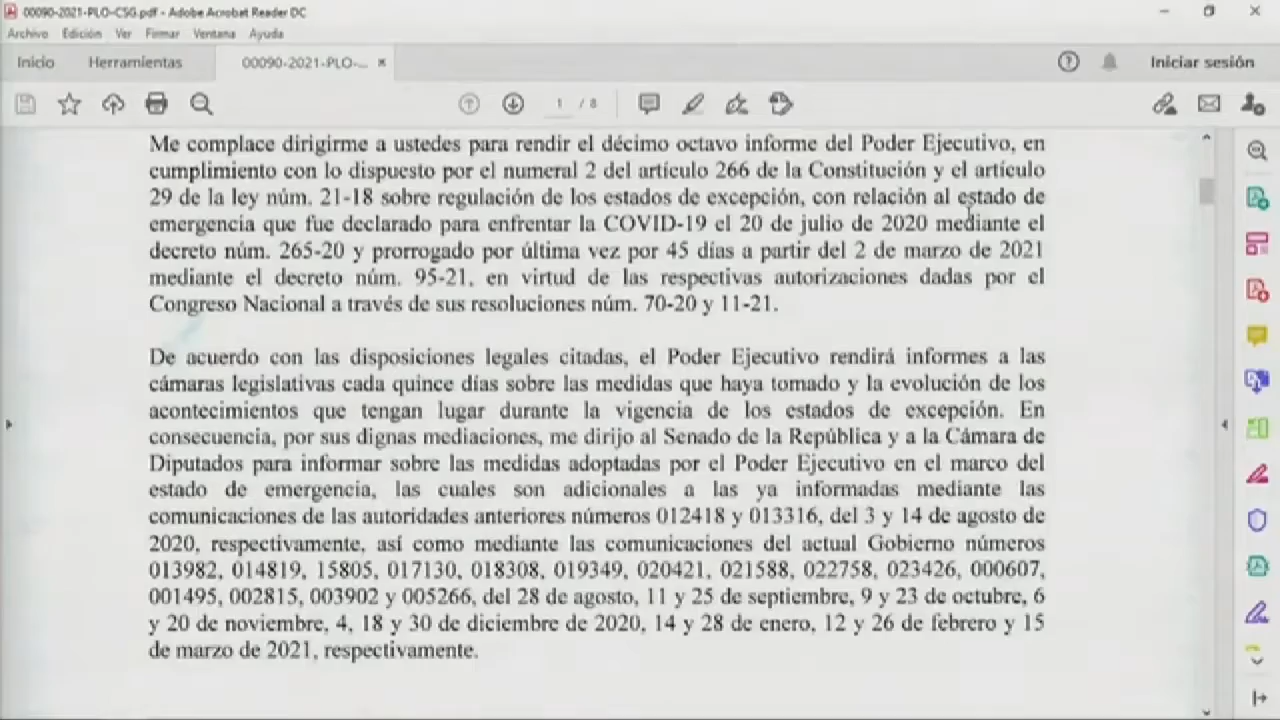 00090-2021-PLO-CSG.pdf - Adobe Acrobat Reader DC
Archivo Edición Ver Firmar Ventana Ayuda
Inicio Herramientas 00090-2021-PLO-... × Iniciar sesión
1 / 8
Me complace dirigirme a ustedes para rendir el décimo octavo informe del Poder Ejecutivo, en
cumplimiento con lo dispuesto por el numeral 2 del artículo 266 de la Constitución y el artículo
29 de la ley núm. 21-18 sobre regulación de los estados de excepción, con relación al estado de
emergencia que fue declarado para enfrentar la COVID-19 el 20 de julio de 2020 mediante el
decreto núm. 265-20 y prorrogado por última vez por 45 días a partir del 2 de marzo de 2021
mediante el decreto núm. 95-21, en virtud de las respectivas autorizaciones dadas por el
Congreso Nacional a través de sus resoluciones núm. 70-20 y 11-21.
De acuerdo con las disposiciones legales citadas, el Poder Ejecutivo rendirá informes a las
cámaras legislativas cada quince días sobre las medidas que haya tomado y la evolución de los
acontecimientos que tengan lugar durante la vigencia de los estados de excepción. En
consecuencia, por sus dignas mediaciones, me dirijo al Senado de la República y a la Cámara de
Diputados para informar sobre las medidas adoptadas por el Poder Ejecutivo en el marco del
estado de emergencia, las cuales son adicionales a las ya informadas mediante las
comunicaciones de las autoridades anteriores números 012418 y 013316, del 3 y 14 de agosto de
2020, respectivamente, así como mediante las comunicaciones del actual Gobierno números
013982, 014819, 15805, 017130, 018308, 019349, 020421, 021588, 022758, 023426, 000607,
001495, 002815, 003902 y 005266, del 28 de agosto, 11 y 25 de septiembre, 9 y 23 de octubre, 6
y 20 de noviembre, 4, 18 y 30 de diciembre de 2020, 14 y 28 de enero, 12 y 26 de febrero y 15
de marzo de 2021, respectivamente.